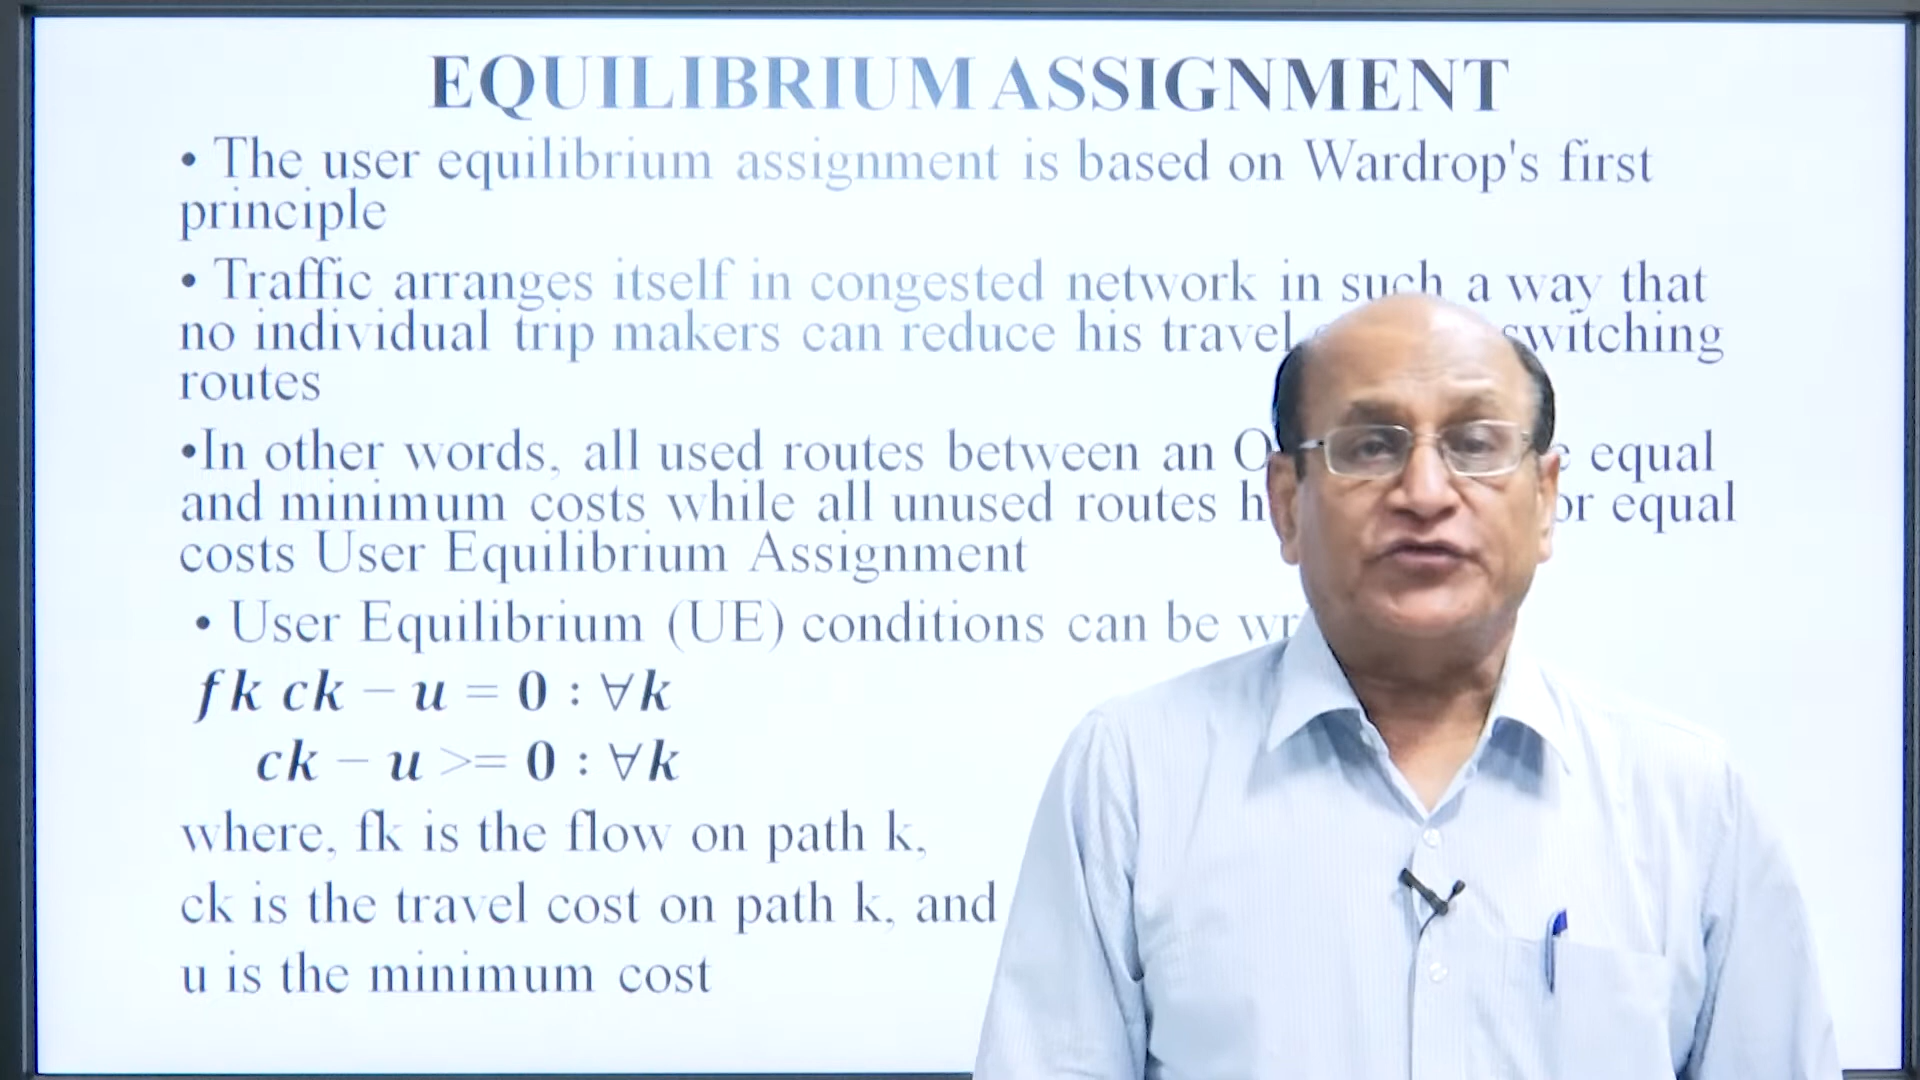 EQUILIBRIUM ASSIGNMENT
• The user equilibrium assignment is based on Wardrop's first
principle
• Traffic arranges itself in congested network in such a way that
no individual trip makers can reduce his travel switching
routes
•In other words, all used routes between an equal
and minimum costs while all unused routes or equal
costs User Equilibrium Assignment
• User Equilibrium (UE) conditions can be
fk ck − u = 0 : ∀k
ck − u >= 0 : ∀k
where, fk is the flow on path k,
ck is the travel cost on path k, and
u is the minimum cost